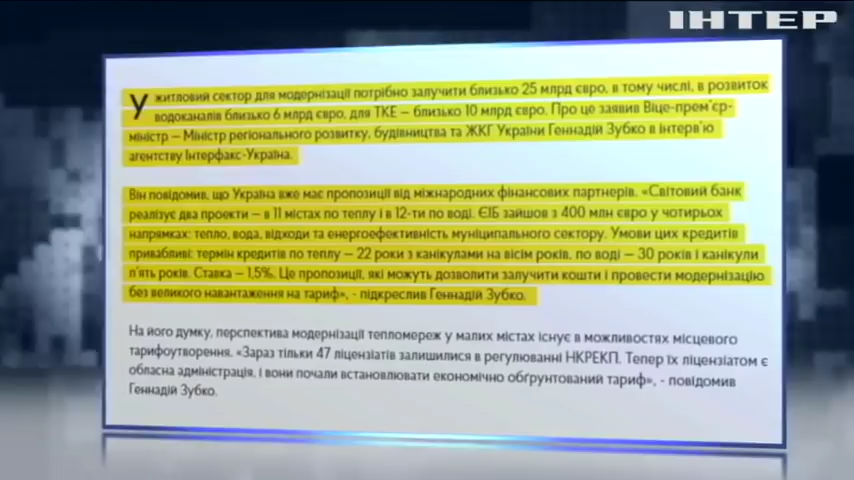 ІНТЕР
У житловий сектор для модернізації потрібно залучити близько 25 млрд євро, в тому числі, в розвиток
водоканалів близько 6 млрд євро, для ТКЕ – близько 10 млрд євро. Про це заявив Віце-прем'єр-
міністр – Міністр регіонального розвитку, будівництва та ЖКГ України Геннадій Зубко в інтерв'ю
агентству Інтерфакс-Україна.
Він повідомив, що Україна вже має пропозиції від міжнародних фінансових партнерів. «Світовий банк
реалізує два проекти – в 11 містах по теплу і в 12-ти по воді. ЄІБ зайшов з 400 млн євро у чотирьох
напрямках: тепло, вода, відходи та енергоефективність муніципального сектору. Умови цих кредитів
привабливі: термін кредитів по теплу – 22 роки з канікулами на вісім років, по воді – 30 років і канікули
п'ять років. Ставка – 1,5%. Це пропозиції, які можуть дозволити залучити кошти і провести модернізацію
без великого навантаження на тариф», - підкреслив Геннадій Зубко.
На його думку, перспектива модернізації тепломереж у малих містах існує в можливостях місцевого
тарифоутворення. «Зараз тільки 47 ліцензіатів залишилися в регулюванні НКРЕКП. Тепер їх ліцензіатом є
обласна адміністрація, і вони почали встановлювати економічно обґрунтований тариф», - повідомив
Геннадій Зубко.